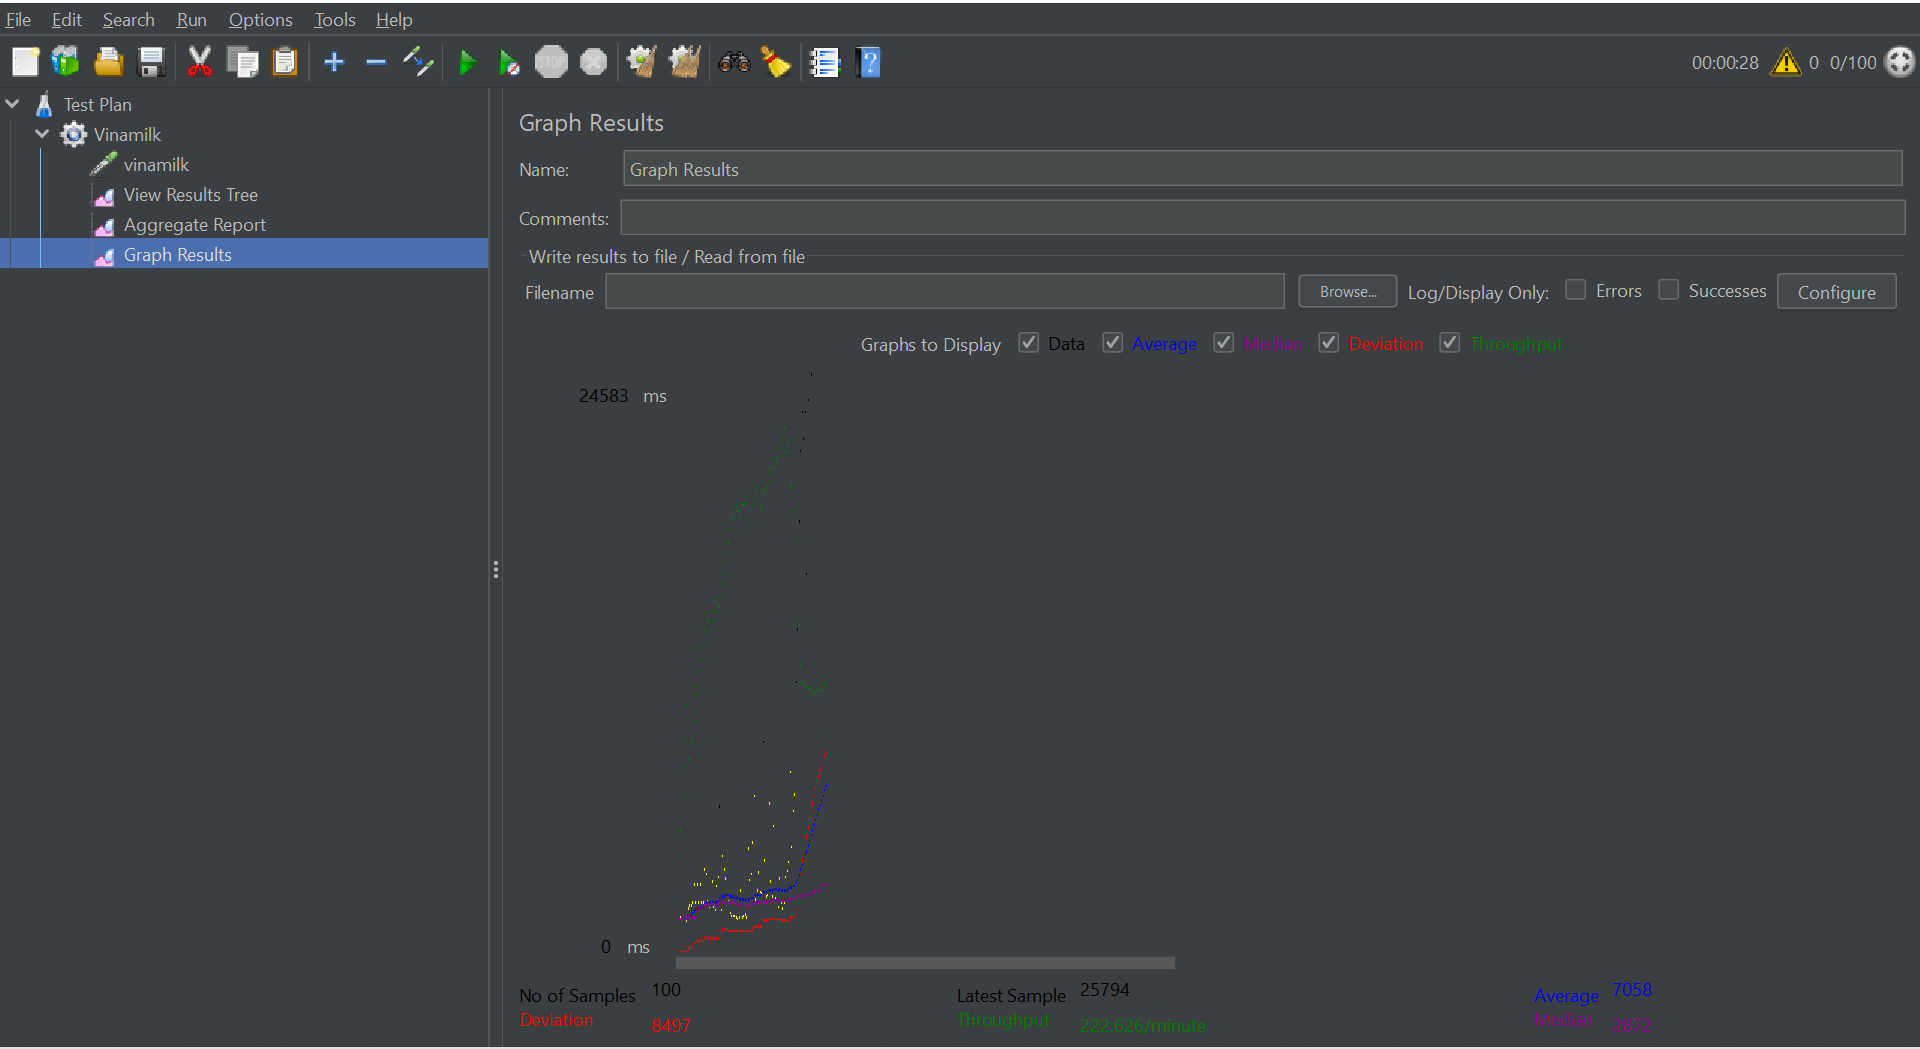 File Edit Search Run Options Tools Help
STOP
00:00:28 0 0/100
Test Plan
Vinamilk
vinamilk
View Results Tree
Aggregate Report
Graph Results
Graph Results
Name: Graph Results
Comments:
Write results to file / Read from file
Filename Browse... Log/Display Only: Errors Successes Configure
Graphs to Display Data Average Median Deviation Throughput
24583 ms
0 ms
No of Samples 100 Latest Sample 25794 Average 7058
Deviation 8497 Throughput 222.626/minute Median 2872